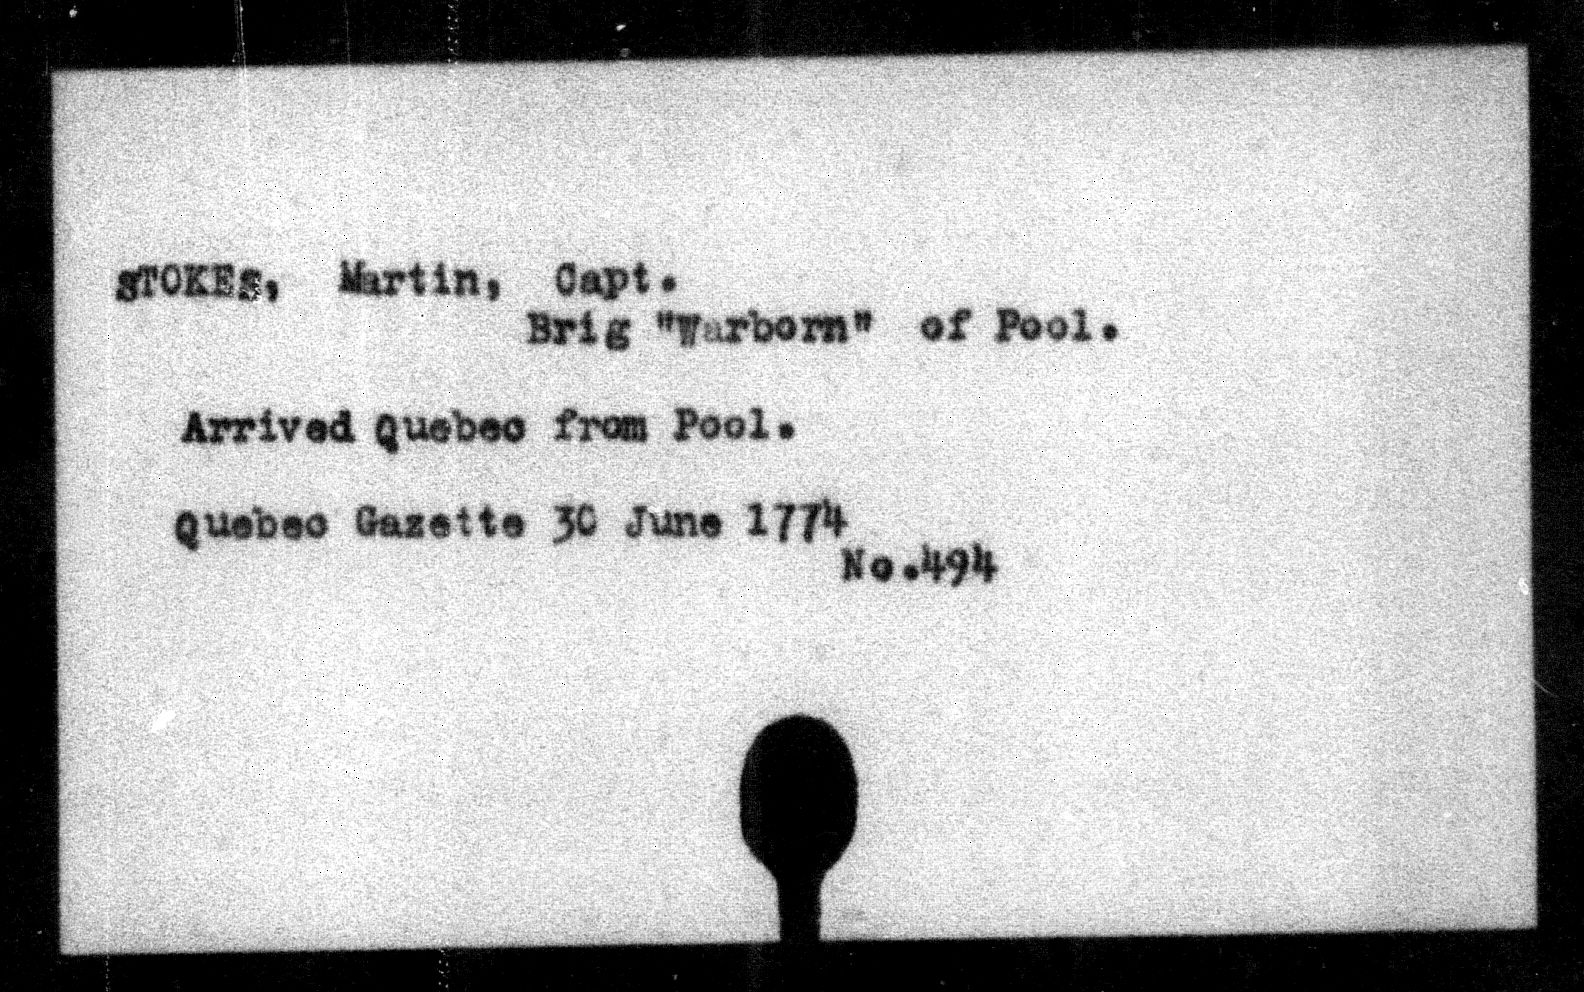 STOKES, Martin, Capt.
Brig "Warborn" of Pool.
Arrived Quebec from Pool.
Quebec Gazette 30 June 1774
No.494